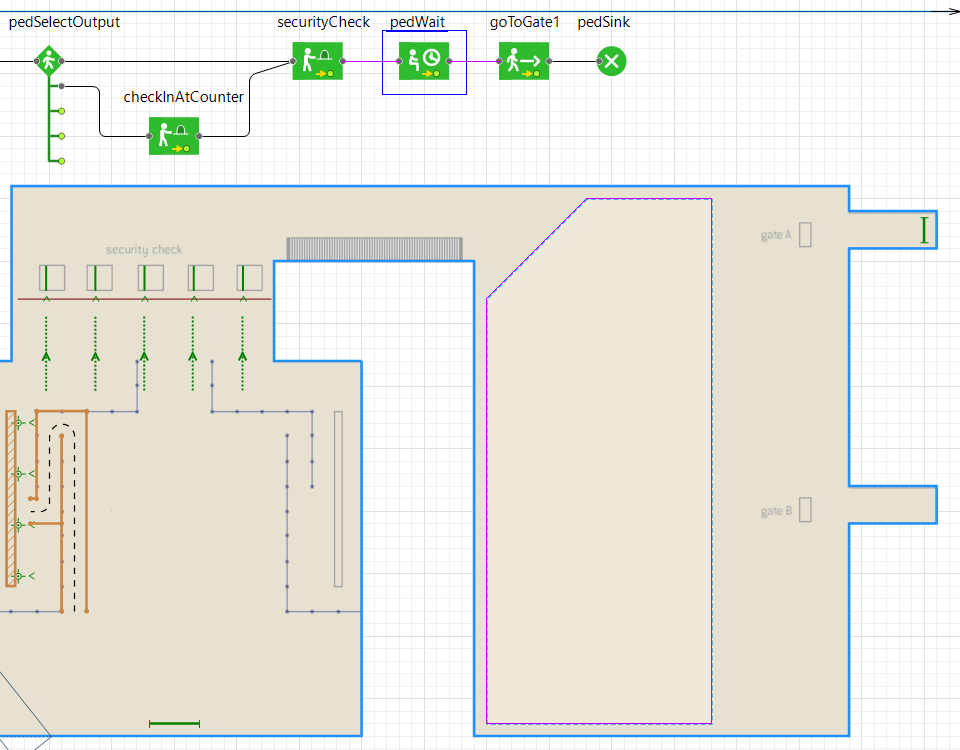 pedSelectOutput
securityCheck
pedWait
goToGate1
pedSink
checkInAtCounter
security check
gate A
gate B